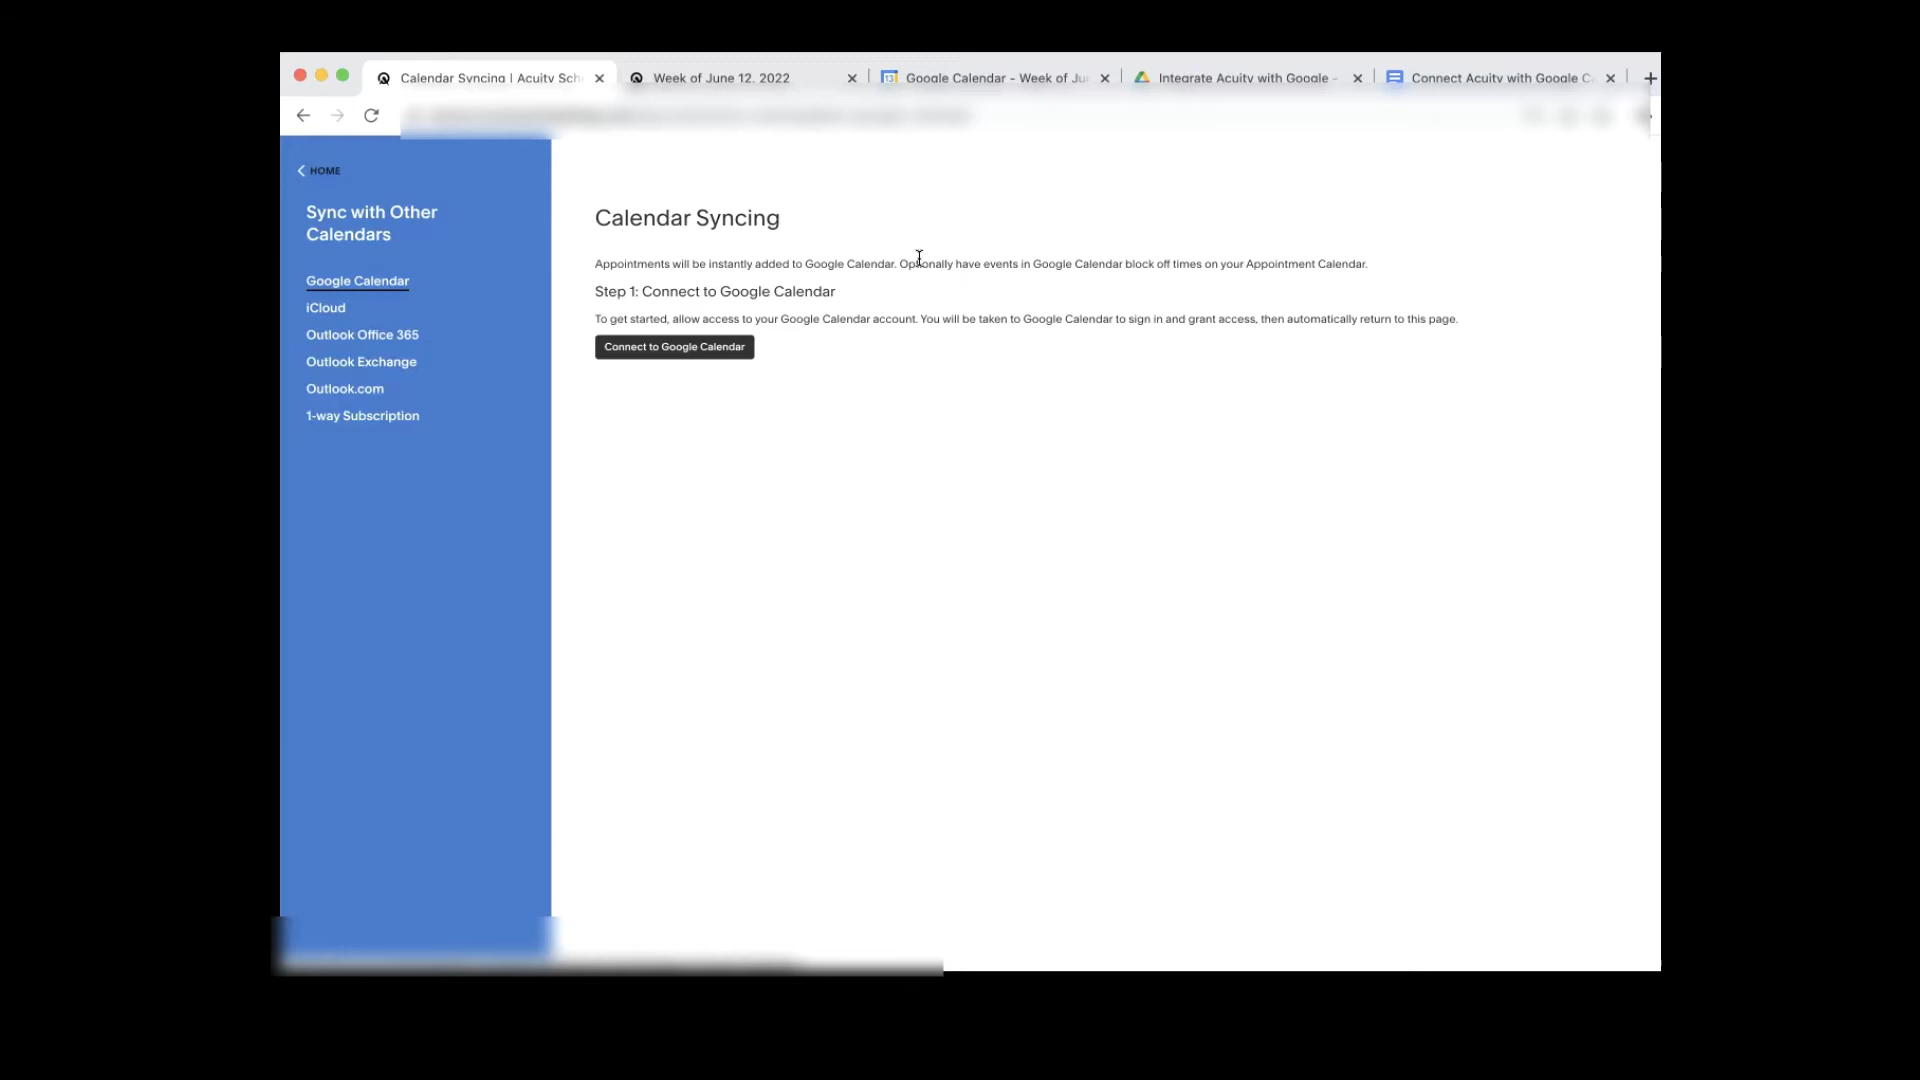 Calendar Syncing | Acuity Sch
Week of June 12, 2022
Google Calendar - Week of Ju
Integrate Acuity with Google -
Connect Acuity with Google C
HOME
Sync with Other
Calendars
Google Calendar
iCloud
Outlook Office 365
Outlook Exchange
Outlook.com
1-way Subscription
Calendar Syncing
Appointments will be instantly added to Google Calendar. Optionally have events in Google Calendar block off times on your Appointment Calendar.
Step 1: Connect to Google Calendar
To get started, allow access to your Google Calendar account. You will be taken to Google Calendar to sign in and grant access, then automatically return to this page.
Connect to Google Calendar